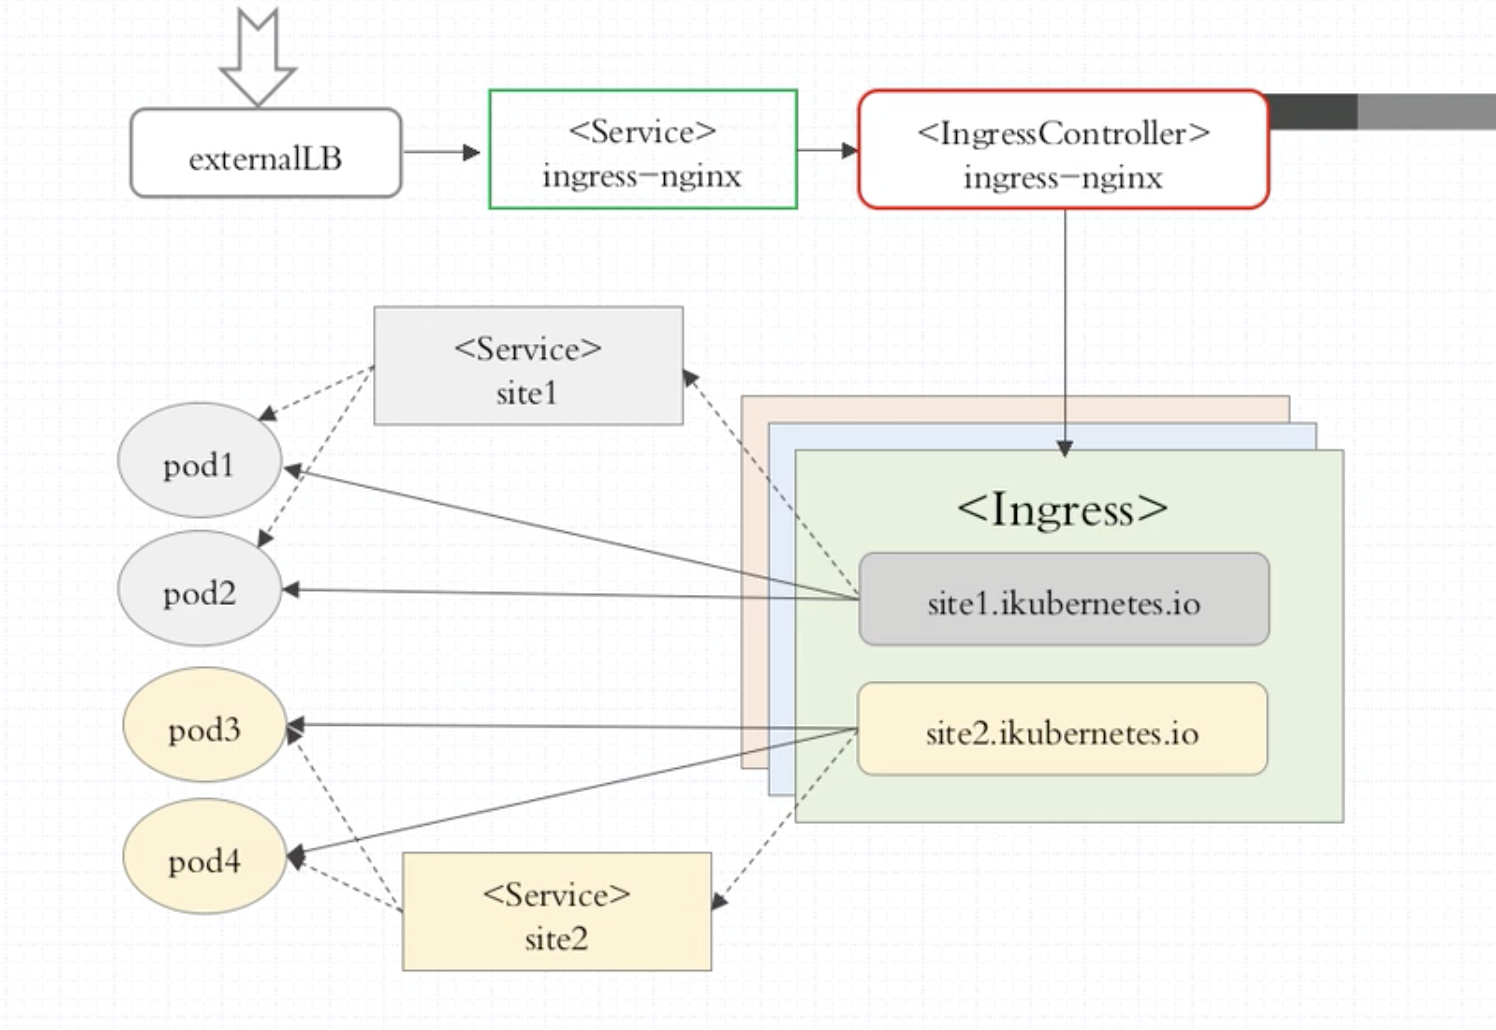 externalLB
<Service>
ingress-nginx
<IngressController>
ingress-nginx
<Service>
site1
pod1
pod2
<Ingress>
site1.ikubernetes.io
site2.ikubernetes.io
pod3
pod4
<Service>
site2